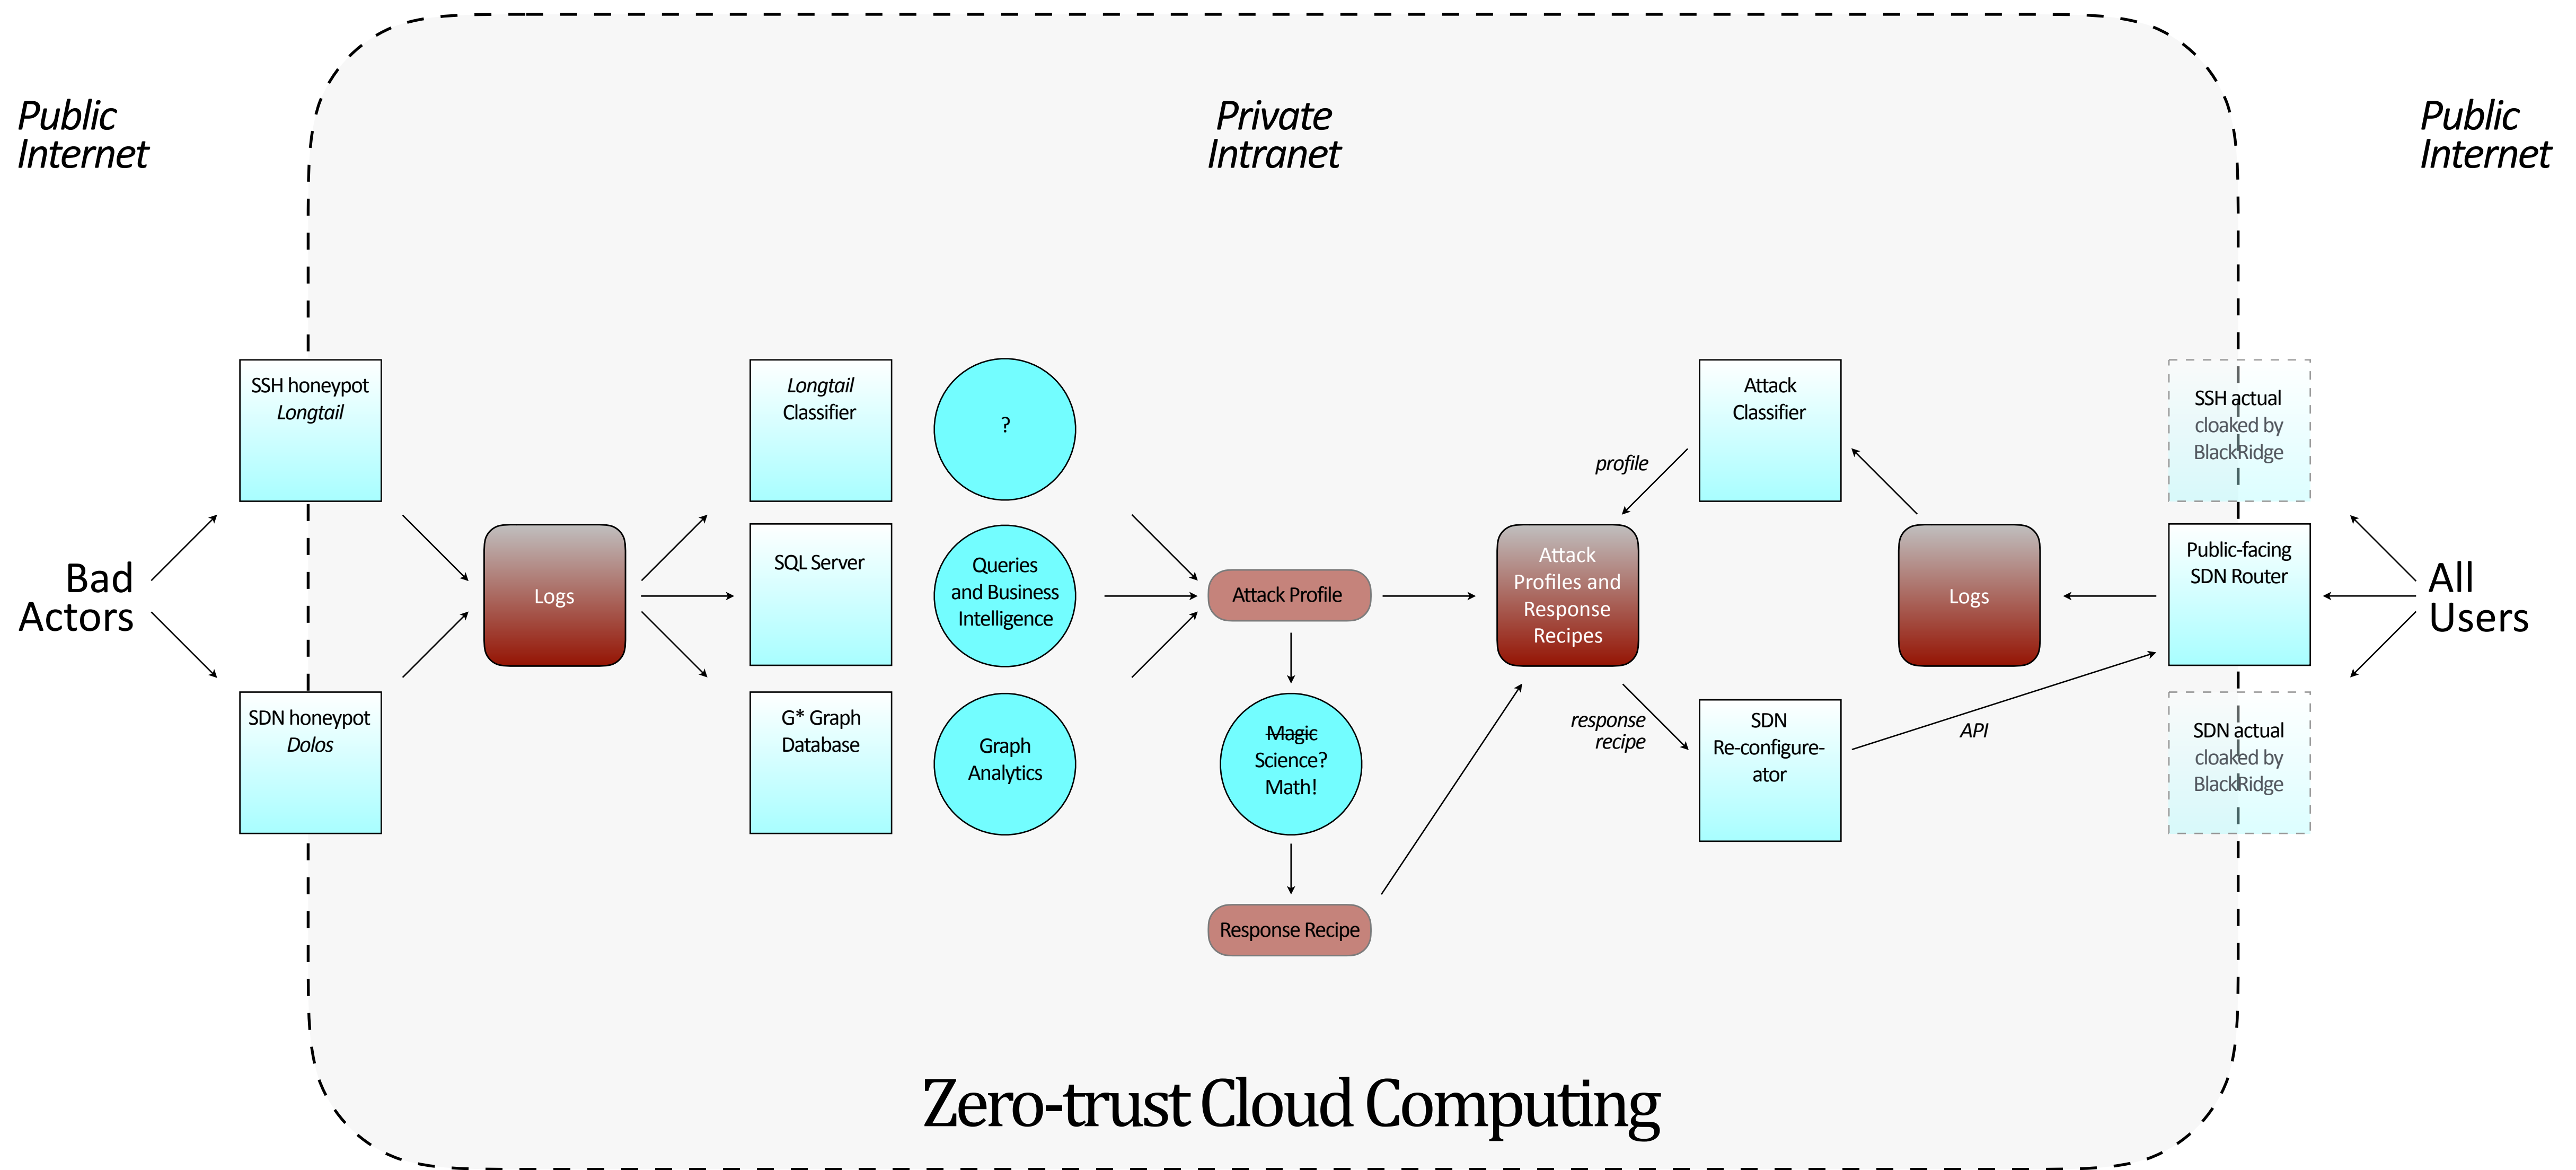 Public
Internet
Private
Intranet
Public
Internet
Bad
Actors
SSH honeypot
Longtail
SDN honeypot
Dolos
Logs
Longtail
Classifier
SQL Server
G* Graph
Database
?
Queries
and Business
Intelligence
Graph
Analytics
Attack Profile
Magic
Science?
Math!
Response Recipe
Attack
Profiles and
Response
Recipes
profile
response
recipe
Attack
Classifier
SDN
Re-configure-
ator
API
Logs
SSH actual
cloaked by
BlackRidge
Public-facing
SDN Router
SDN actual
cloaked by
BlackRidge
All
Users
Zero-trust Cloud Computing